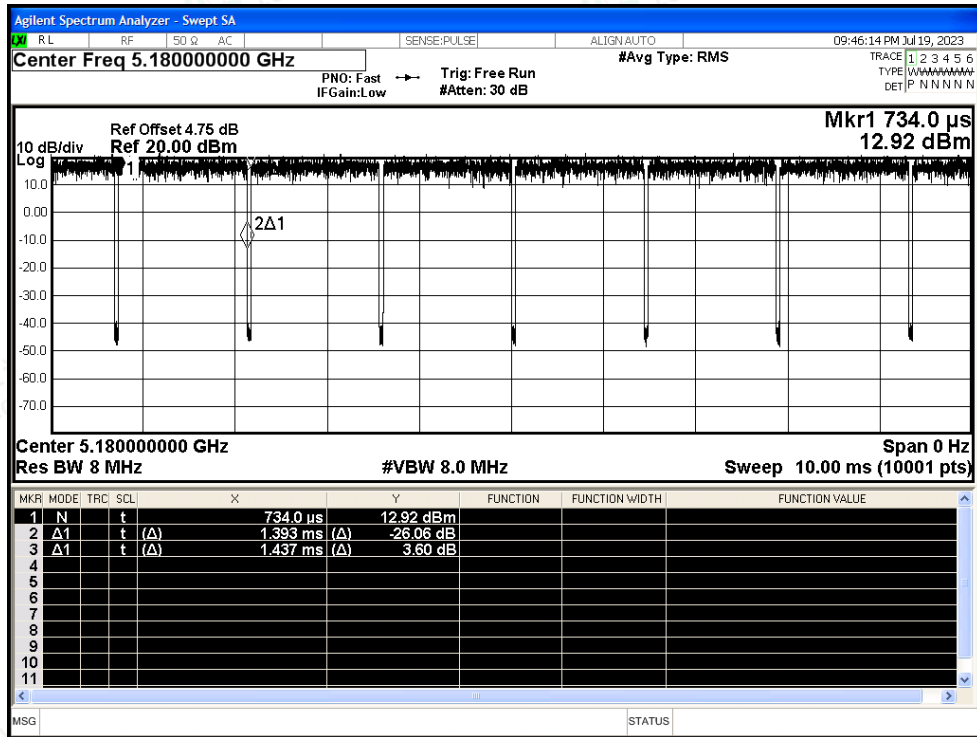 Agilent Spectrum Analyzer - Swept SA
LXI RL RF 50 Ω AC SENSE:PULSE ALIGN AUTO 09:46:14 PM Jul 19, 2023
Center Freq 5.180000000 GHz
PNO: Fast
IFGain:Low
Trig: Free Run
#Atten: 30 dB
#Avg Type: RMS
TRACE 1 2 3 4 5 6
TYPE WWWWWW
DET P N N N N N
Mkr1 734.0 µs
12.92 dBm
Ref Offset 4.75 dB
10 dB/div Ref 20.00 dBm
Log
1
10.0
0.00
2Δ1
-10.0
-20.0
-30.0
-40.0
-50.0
-60.0
-70.0
Center 5.180000000 GHz Span 0 Hz
Res BW 8 MHz #VBW 8.0 MHz Sweep 10.00 ms (10001 pts)
MKR MODE TRC SCL X Y FUNCTION FUNCTION WIDTH FUNCTION VALUE
1 N t 734.0 µs 12.92 dBm
2 Δ1 t (Δ) 1.393 ms (Δ) -26.06 dB
3 Δ1 t (Δ) 1.437 ms (Δ) 3.60 dB
4
5
6
7
8
9
10
11
MSG STATUS